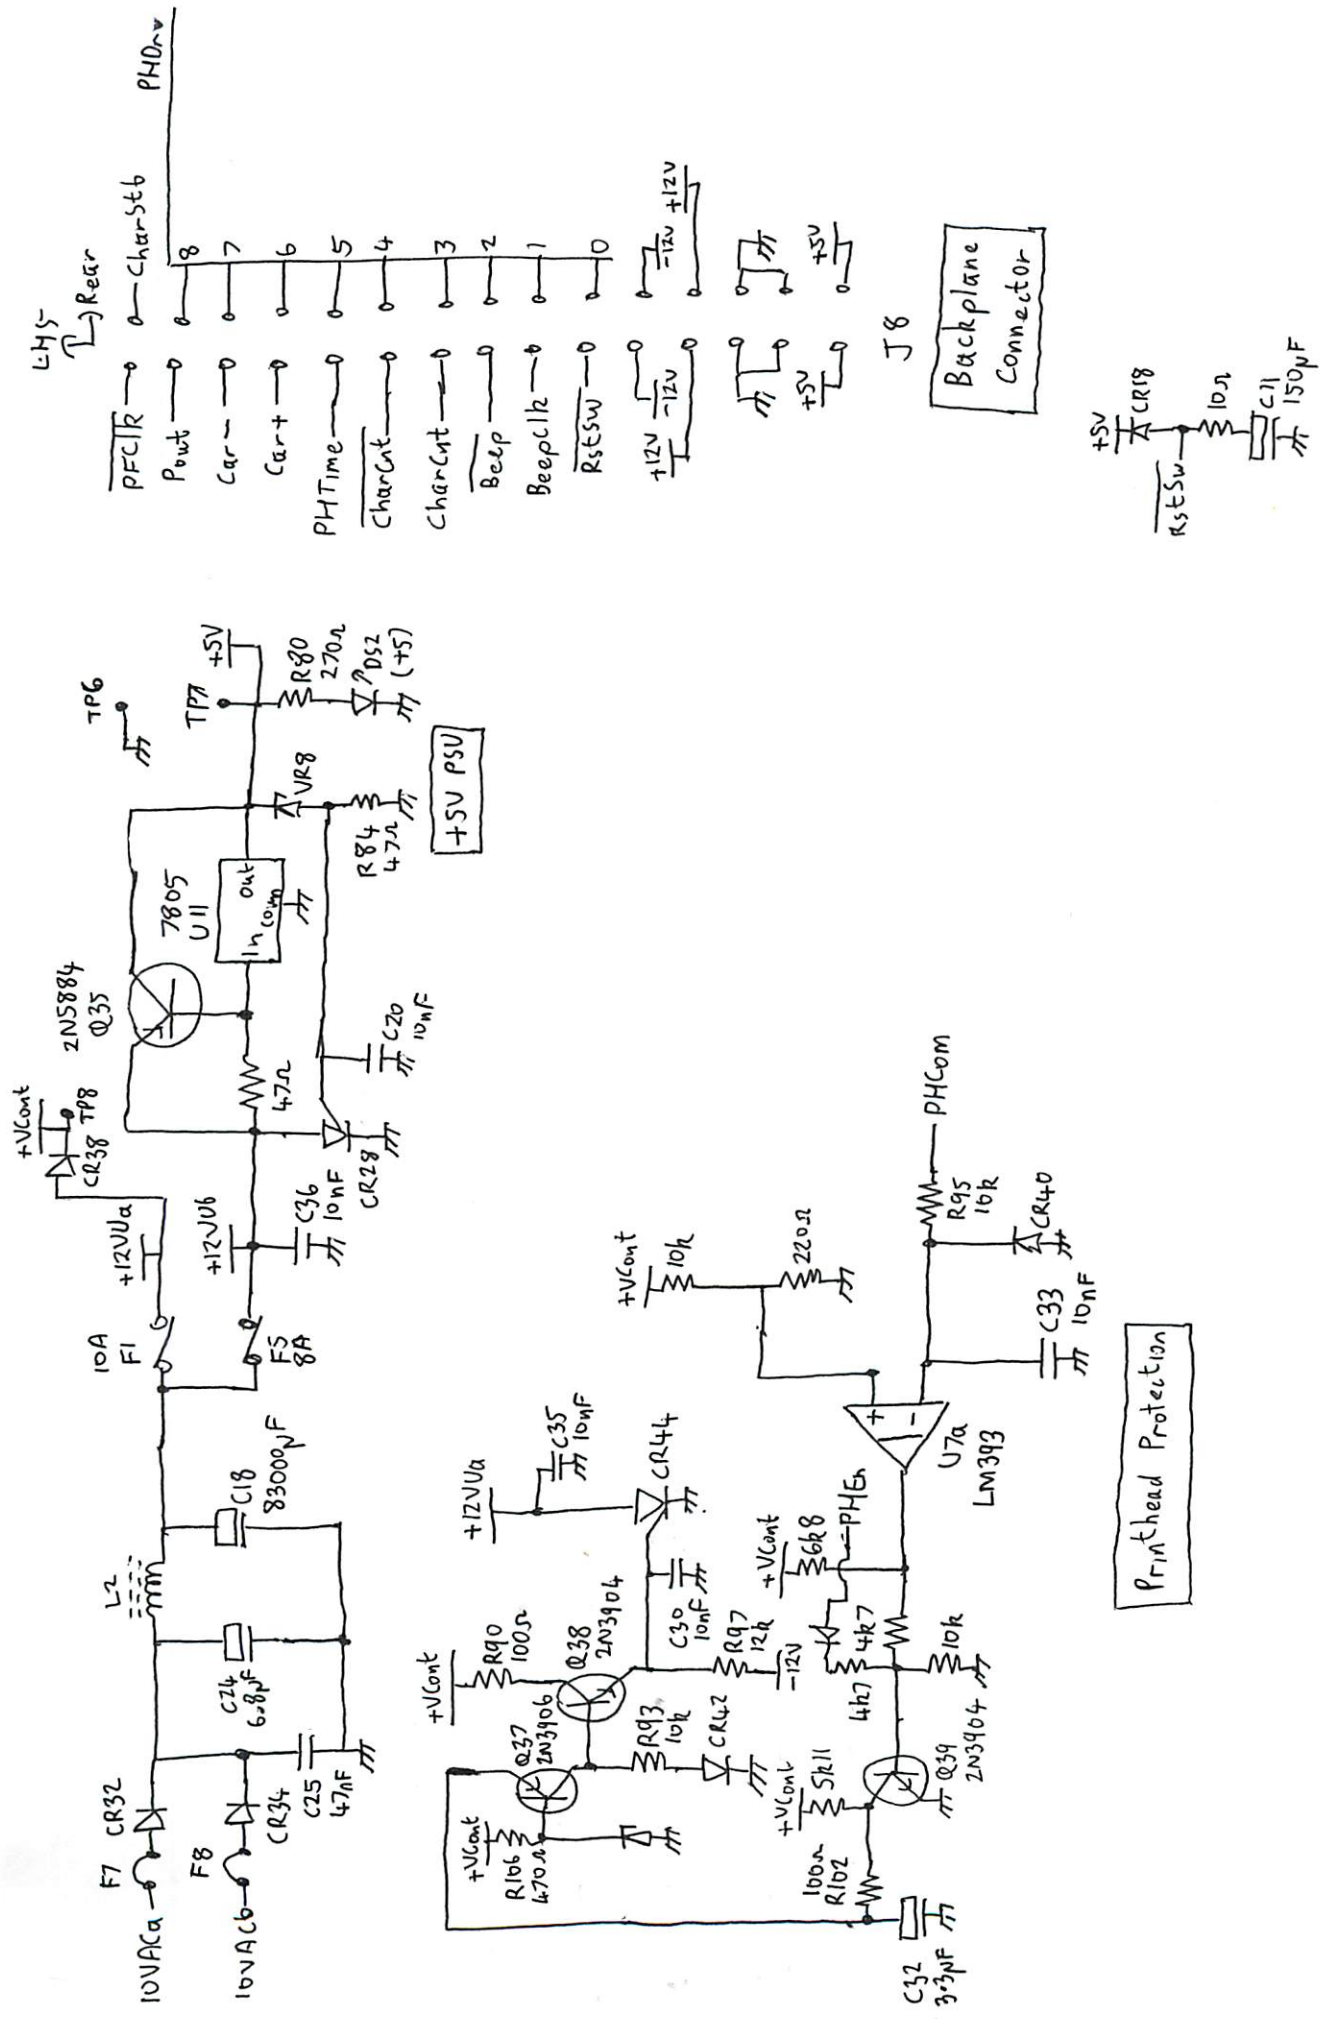 10VACa
F7
CR32
10VACb
F8
CR34
C25
47nF
C24
6.8µF
L2
C18
83000µF
10A
F1
F5
8A
+12VUa
+12VUb
C36
10nF
CR38
+VCont
TP8
CR28
47Ω
C20
10nF
2N5884
Q35
7805
U11
In
Com
Out
VR8
R84
47Ω
TP6
TP7
+5V
R80
270Ω
DS2
(+5)
+5V PSU
Rear
PFClk
CharStb
Pout
8
Car-
7
Car+
6
PHTime
5
CharCnt
4
CharCnt
3
Beep
2
BeepClk
1
RstSw
0
PHDrv
-12V
-12V
+12V
+12V
+5V
+5V
J8
Backplane
Connector
+5V
CR18
RstSw
10Ω
C11
150µF
C32
3.3µF
100Ω
R102
+VCont
5k11
Q39
2N3904
+VCont
R106
470Ω
Q37
2N3906
+VCont
R90
100Ω
Q38
2N3904
R93
10k
CR42
R97
12k
-12V
C30
10nF
+12VUa
C35
10nF
CR44
4k7
4k7
10k
PHEn
+VCont
6k8
U7a
LM393
+
-
+VCont
10k
220Ω
C33
10nF
CR40
R95
10k
PHCom
Printhead Protection